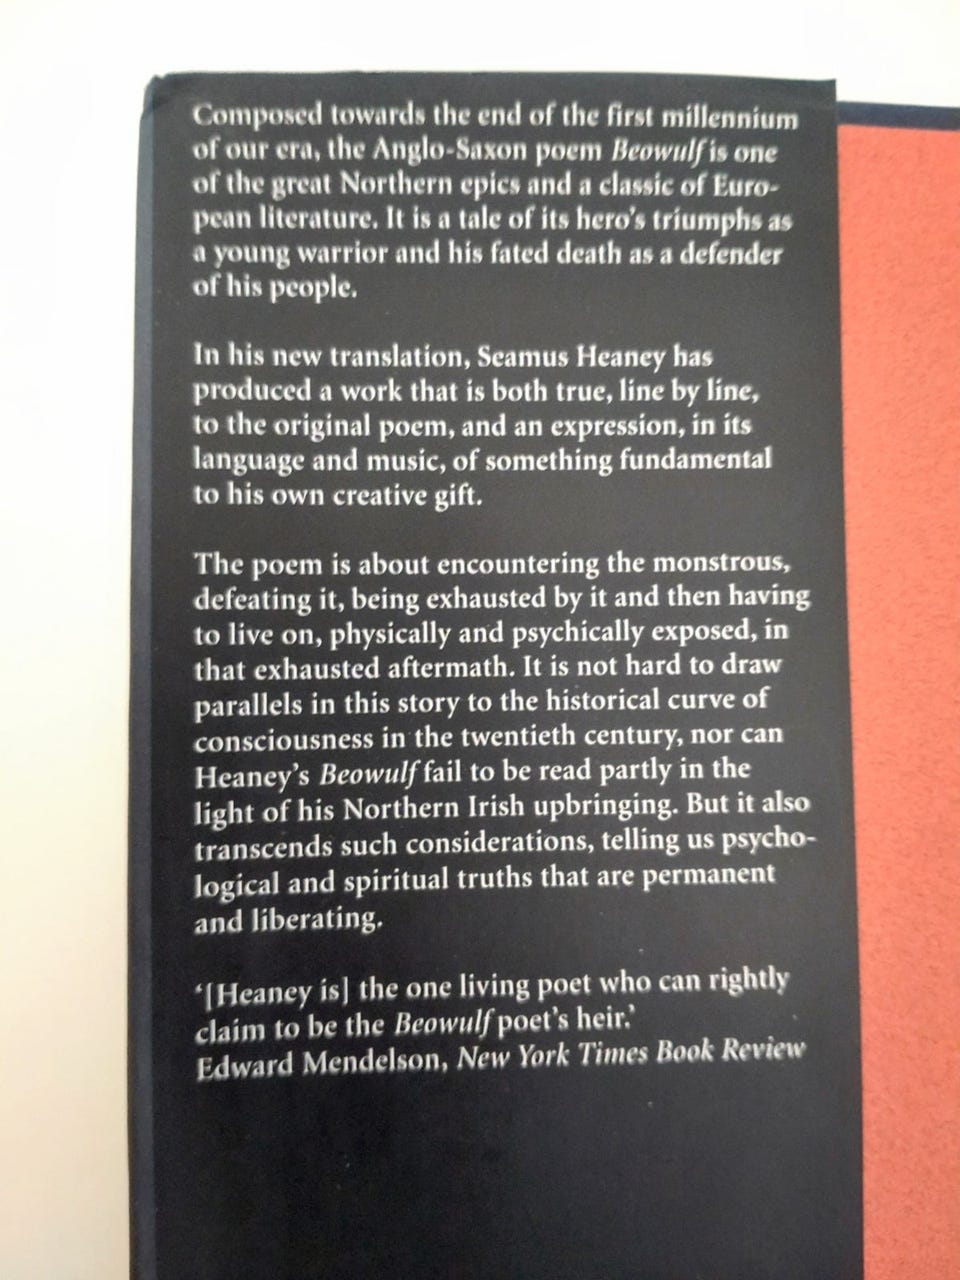 Composed towards the end of the first millennium
of our era, the Anglo-Saxon poem Beowulf is one
of the great Northern epics and a classic of Euro-
pean literature. It is a tale of its hero's triumphs as
a young warrior and his fated death as a defender
of his people.
In his new translation, Seamus Heaney has
produced a work that is both true, line by line,
to the original poem, and an expression, in its
language and music, of something fundamental
to his own creative gift.
The poem is about encountering the monstrous,
defeating it, being exhausted by it and then having
to live on, physically and psychically exposed, in
that exhausted aftermath. It is not hard to draw
parallels in this story to the historical curve of
consciousness in the twentieth century, nor can
Heaney's Beowulf fail to be read partly in the
light of his Northern Irish upbringing. But it also
transcends such considerations, telling us psycho-
logical and spiritual truths that are permanent
and liberating.
‘[Heaney is] the one living poet who can rightly
claim to be the Beowulf poet's heir.’
Edward Mendelson, New York Times Book Review